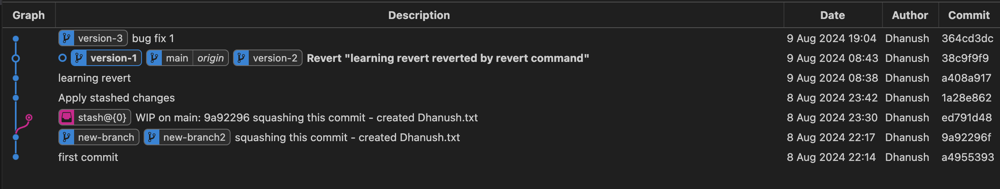 Graph Description Date Author Commit
version-3 bug fix 1 9 Aug 2024 19:04 Dhanush 364cd3dc
version-1 main origin version-2 Revert "learning revert reverted by revert command" 9 Aug 2024 08:43 Dhanush 38c9f9f9
learning revert 9 Aug 2024 08:38 Dhanush a408a917
Apply stashed changes 8 Aug 2024 23:42 Dhanush 1a28e862
stash@{0} WIP on main: 9a92296 squashing this commit - created Dhanush.txt 8 Aug 2024 23:30 Dhanush ed791d48
new-branch new-branch2 squashing this commit - created Dhanush.txt 8 Aug 2024 22:17 Dhanush 9a92296f
first commit 8 Aug 2024 22:14 Dhanush a4955393